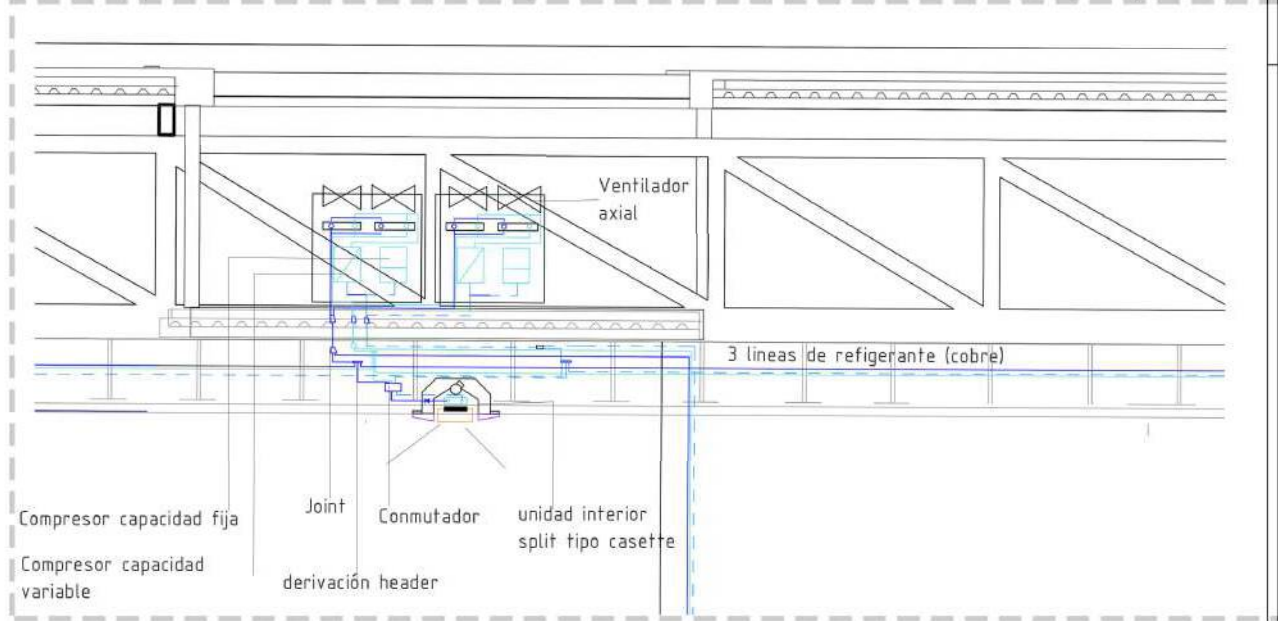 Ventilador
axial
3 lineas de refigerante (cobre)
Compresor capacidad fija
Joint
Conmutador
unidad interior
split tipo casette
Compresor capacidad
variable
derivación header